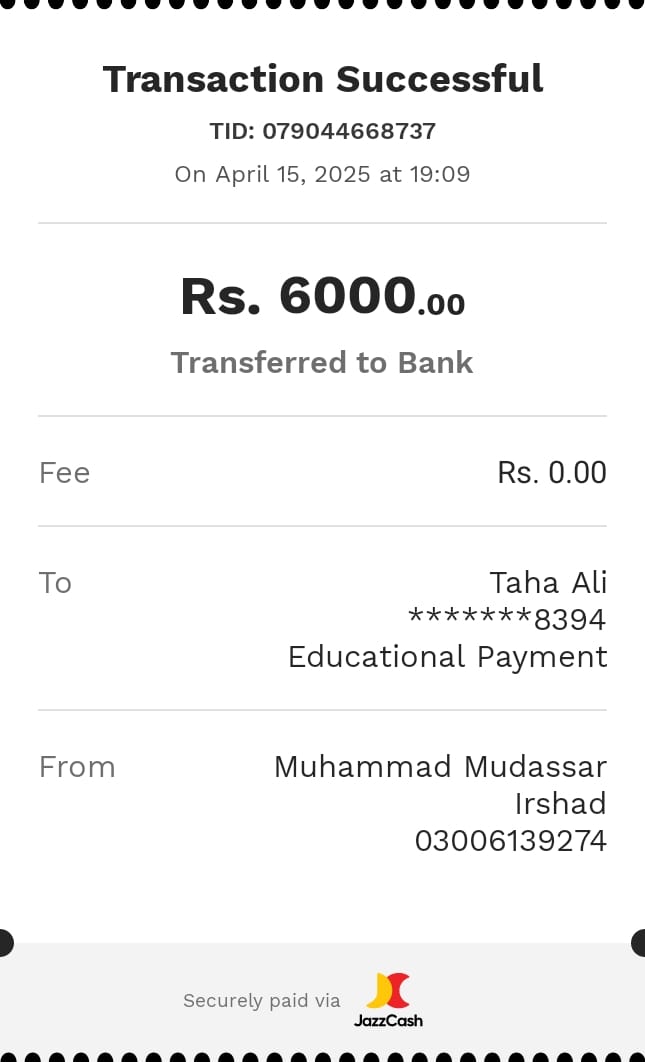 Transaction Successful
TID: 079044668737
On April 15, 2025 at 19:09
Rs. 6000.00
Transferred to Bank
Fee Rs. 0.00
To Taha Ali
*******8394
Educational Payment
From Muhammad Mudassar
Irshad
03006139274
Securely paid via
JazzCash